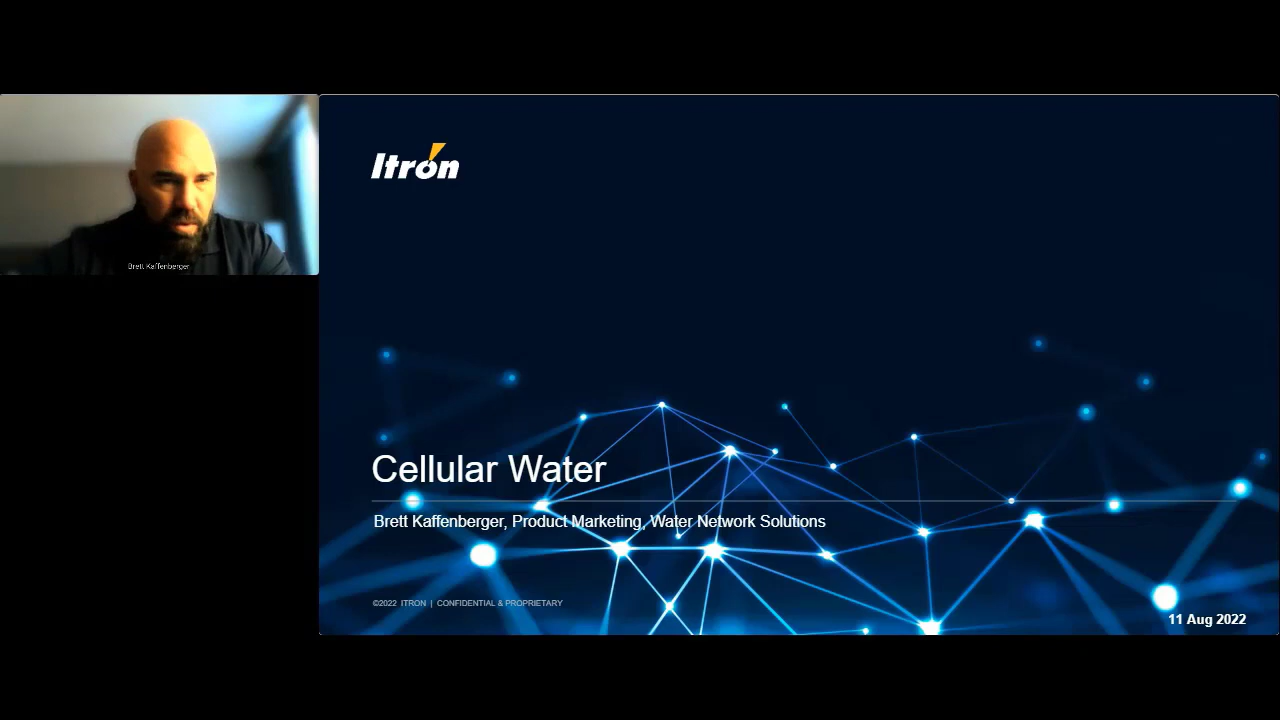 Brett Kaffenberger
Itron
Cellular Water
Brett Kaffenberger, Product Marketing, Water Network Solutions
©2022 ITRON | CONFIDENTIAL & PROPRIETARY
11 Aug 2022